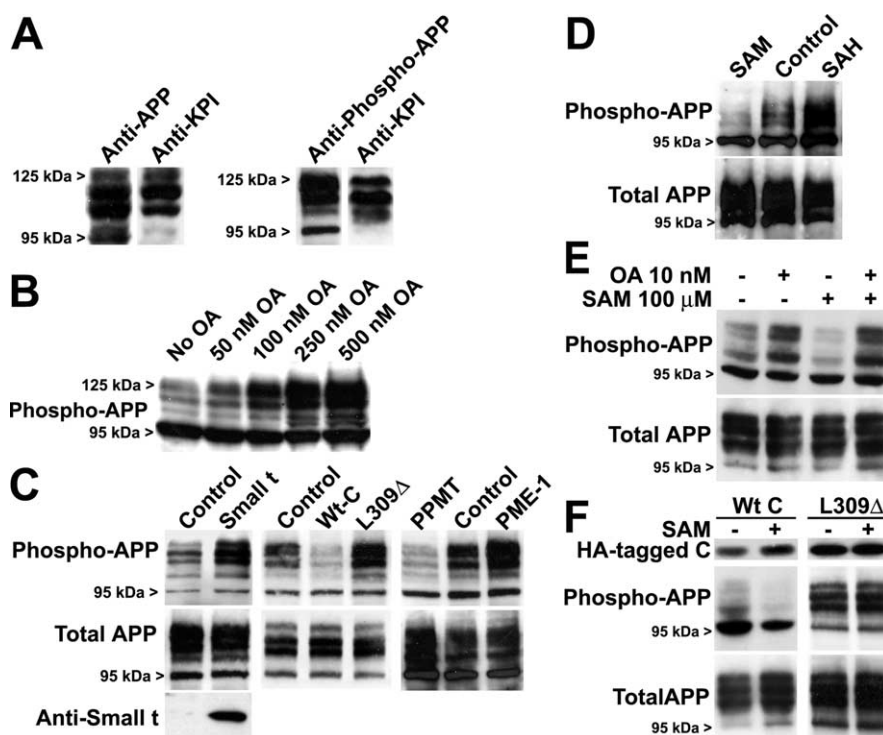 A
Anti-APP Anti-KPI Anti-Phospho-APP Anti-KPI
125 kDa > 125 kDa >
95 kDa > 95 kDa >
B
No OA 50 nM OA 100 nM OA 250 nM OA 500 nM OA
125 kDa >
Phospho-APP
95 kDa >
C
Control Small t Control Wt-C L309Δ PPMT Control PME-1
Phospho-APP
95 kDa >
Total APP
95 kDa >
Anti-Small t
D
SAM Control SAH
Phospho-APP
95 kDa >
Total APP
95 kDa >
E
OA 10 nM - + - +
SAM 100 μM - - + +
Phospho-APP
95 kDa >
Total APP
95 kDa >
F
Wt C L309Δ
SAM - + - +
HA-tagged C
Phospho-APP
95 kDa >
TotalAPP
95 kDa >